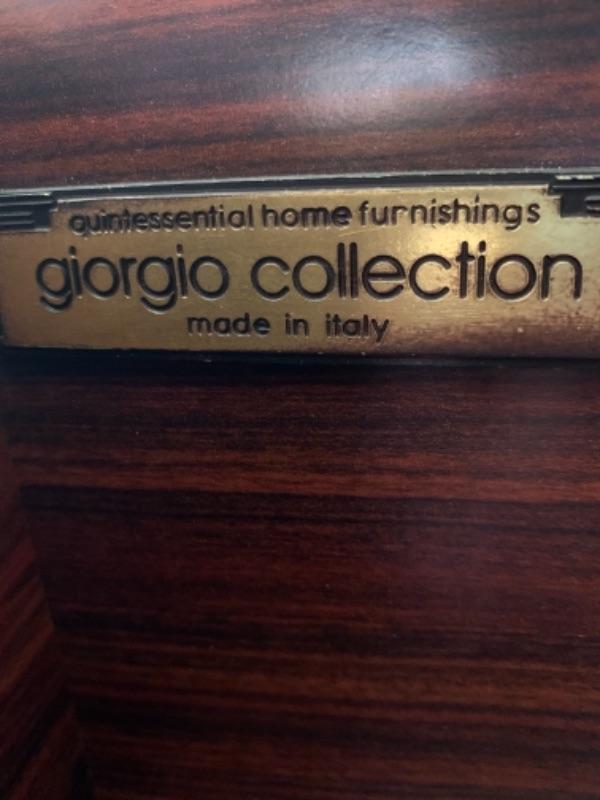 quintessential home furnishings
giorgio collection
made in italy